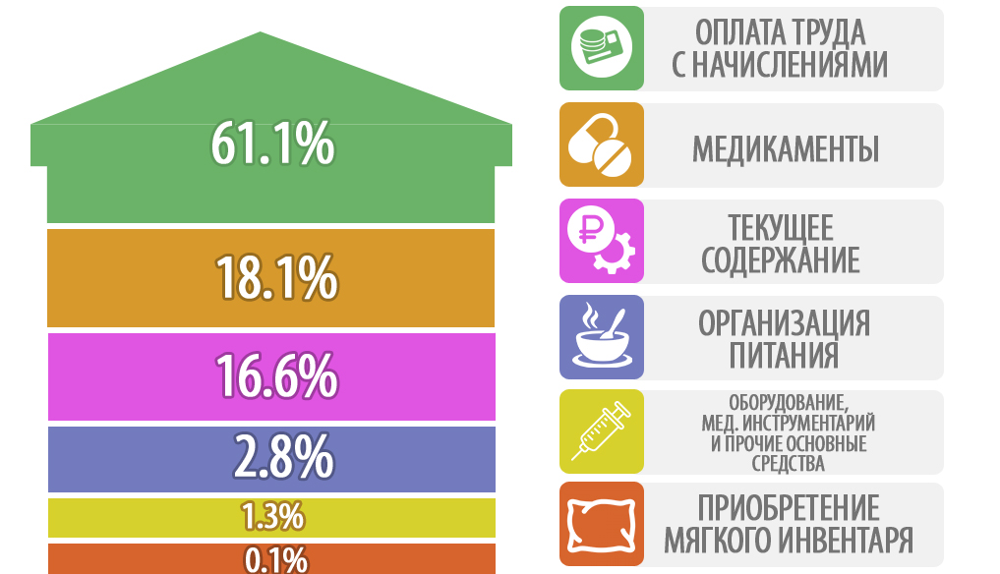 61.1%
18.1%
16.6%
2.8%
1.3%
0.1%
ОПЛАТА ТРУДА
С НАЧИСЛЕНИЯМИ
МЕДИКАМЕНТЫ
ТЕКУЩЕЕ
СОДЕРЖАНИЕ
ОРГАНИЗАЦИЯ
ПИТАНИЯ
ОБОРУДОВАНИЕ,
МЕД. ИНСТРУМЕНТАРИЙ
И ПРОЧИЕ ОСНОВНЫЕ
СРЕДСТВА
ПРИОБРЕТЕНИЕ
МЯГКОГО ИНВЕНТАРЯ